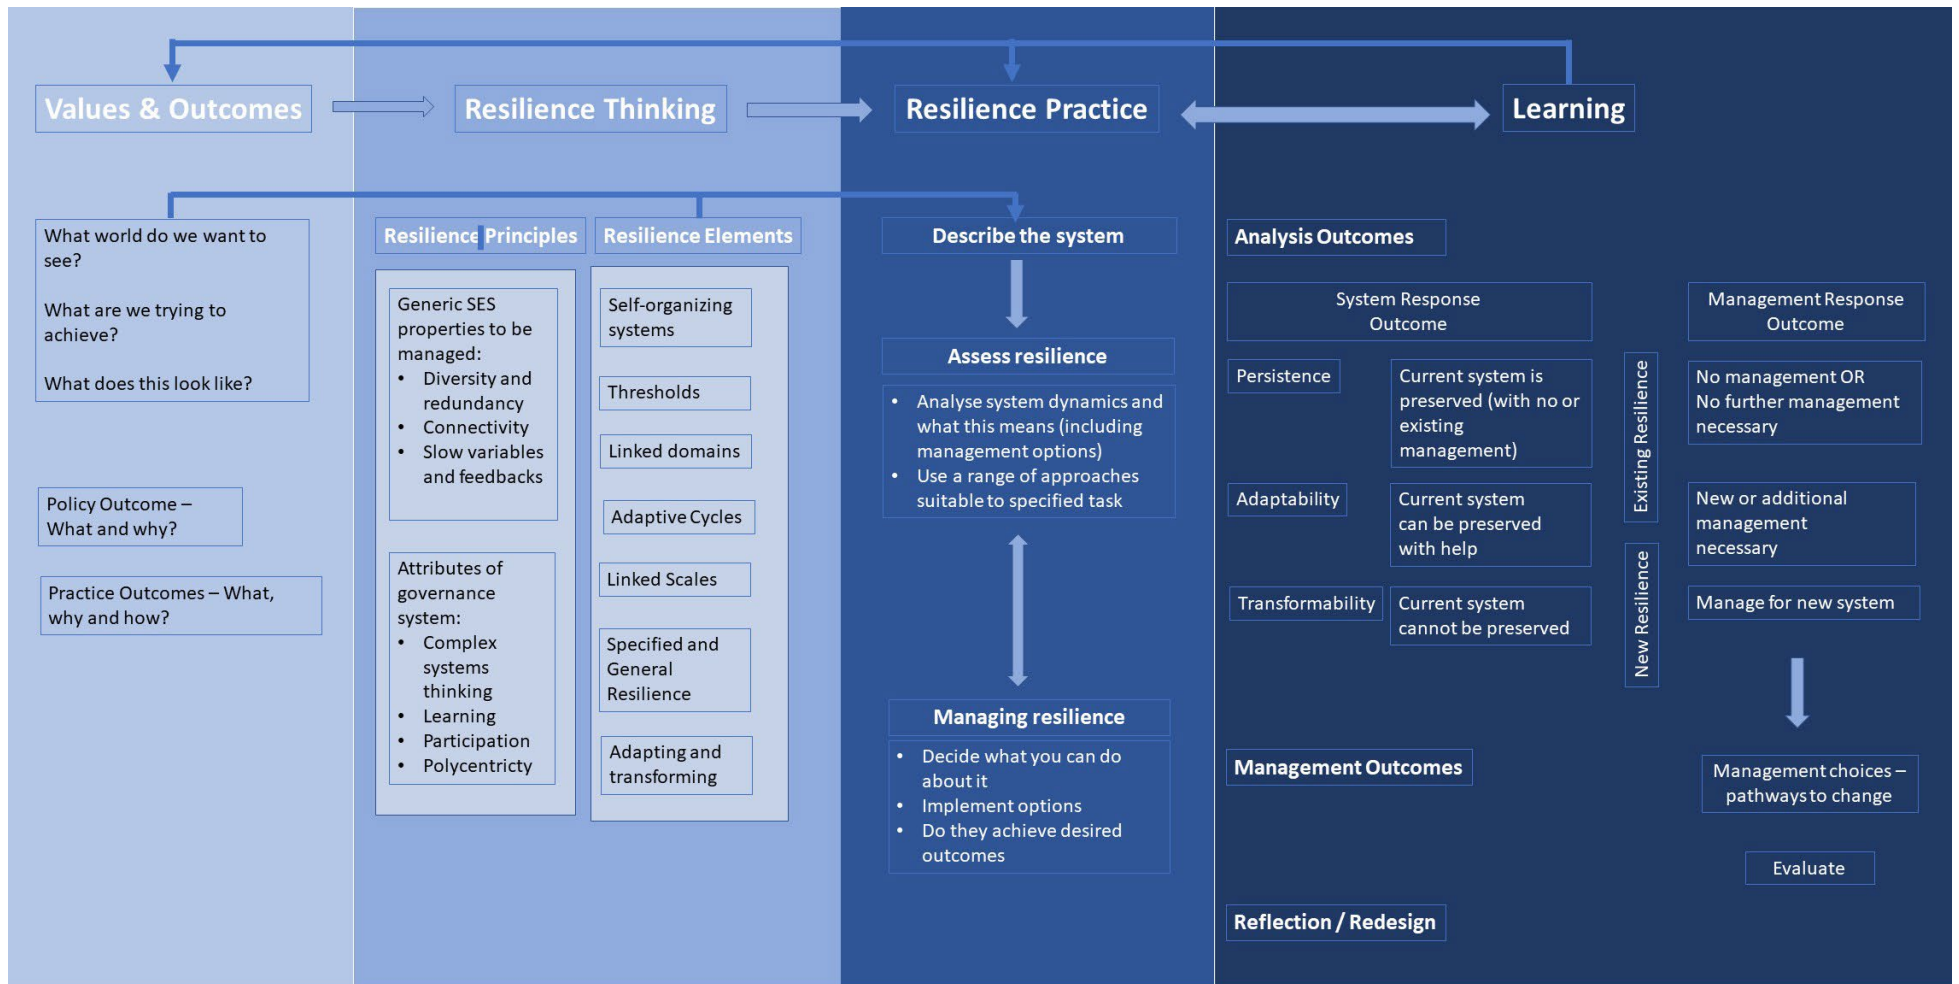 Values & Outcomes
Resilience Thinking
Resilience Practice
Learning
What world do we want to
see?
What are we trying to
achieve?
What does this look like?
Policy Outcome –
What and why?
Practice Outcomes – What,
why and how?
Resilience Principles
Generic SES
properties to be
managed:
• Diversity and
redundancy
• Connectivity
• Slow variables
and feedbacks
Attributes of
governance
system:
• Complex
systems
thinking
• Learning
• Participation
• Polycentricty
Resilience Elements
Self-organizing
systems
Thresholds
Linked domains
Adaptive Cycles
Linked Scales
Specified and
General
Resilience
Adapting and
transforming
Describe the system
Assess resilience
• Analyse system dynamics and
what this means (including
management options)
• Use a range of approaches
suitable to specified task
Managing resilience
• Decide what you can do
about it
• Implement options
• Do they achieve desired
outcomes
Analysis Outcomes
System Response
Outcome
Management Response
Outcome
Persistence
Current system is
preserved (with no or
existing
management)
Existing Resilience
No management OR
No further management
necessary
Adaptability
Current system
can be preserved
with help
New or additional
management
necessary
Transformability
Current system
cannot be preserved
New Resilience
Manage for new system
Management Outcomes
Management choices –
pathways to change
Evaluate
Reflection / Redesign